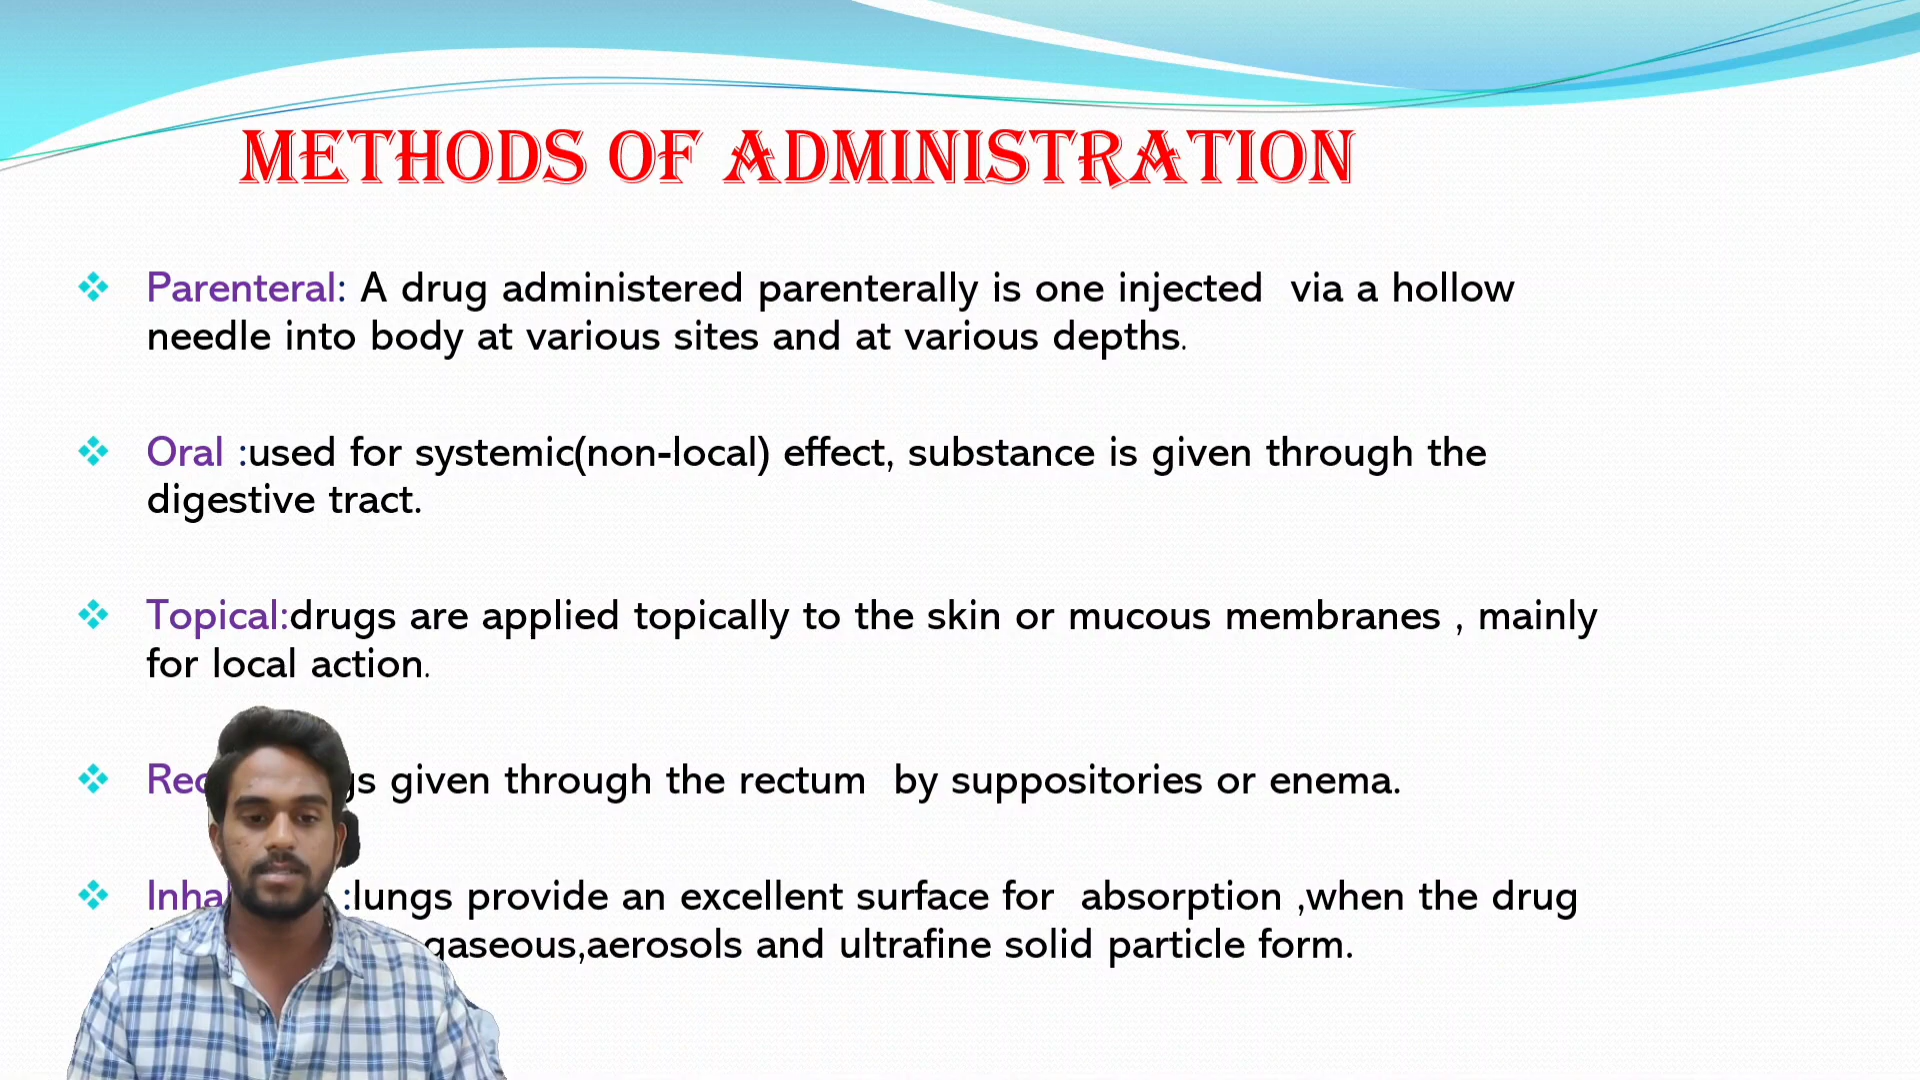 METHODS OF ADMINISTRATION
Parenteral: A drug administered parenterally is one injected via a hollow
needle into body at various sites and at various depths.
Oral :used for systemic(non-local) effect, substance is given through the
digestive tract.
Topical:drugs are applied topically to the skin or mucous membranes , mainly
for local action.
given through the rectum by suppositories or enema.
:lungs provide an excellent surface for absorption ,when the drug
gaseous,aerosols and ultrafine solid particle form.